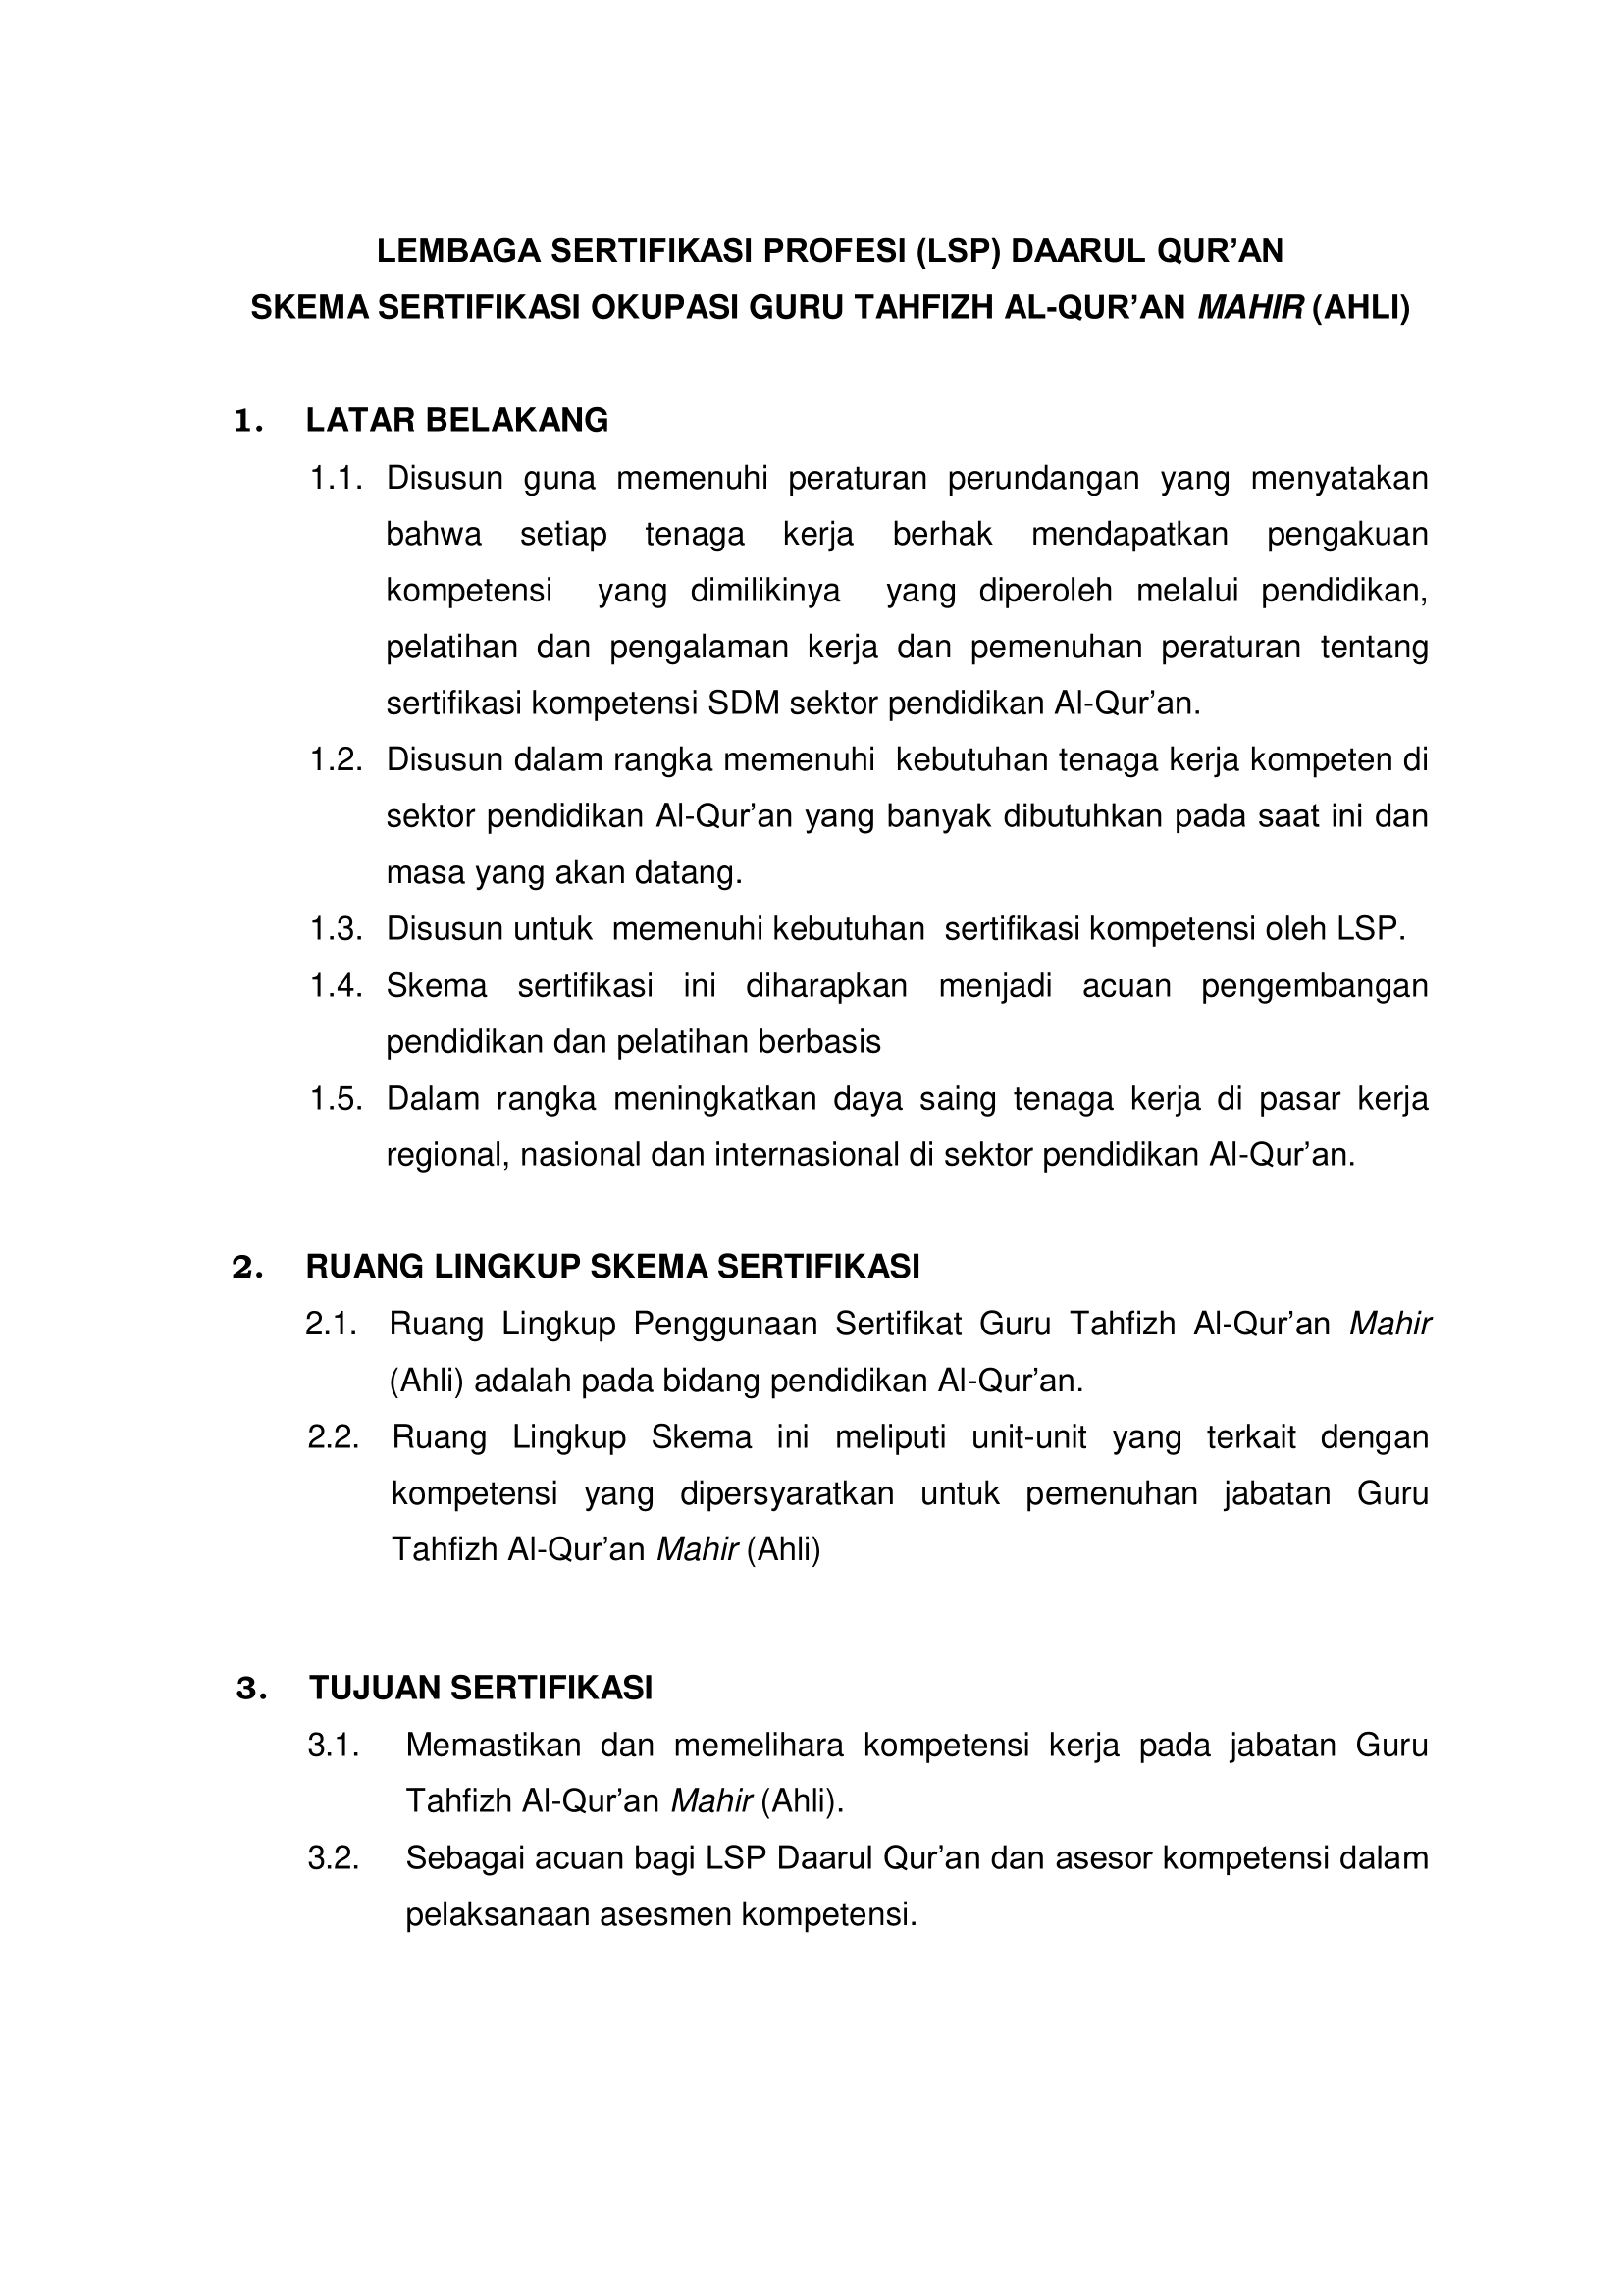 LEMBAGA SERTIFIKASI PROFESI (LSP) DAARUL QUR’AN
SKEMA SERTIFIKASI OKUPASI GURU TAHFIZH AL-QUR’AN MAHIR (AHLI)
1. LATAR BELAKANG
1.1. Disusun guna memenuhi peraturan perundangan yang menyatakan
bahwa setiap tenaga kerja berhak mendapatkan pengakuan
kompetensi yang dimilikinya yang diperoleh melalui pendidikan,
pelatihan dan pengalaman kerja dan pemenuhan peraturan tentang
sertifikasi kompetensi SDM sektor pendidikan Al-Qur’an.
1.2. Disusun dalam rangka memenuhi kebutuhan tenaga kerja kompeten di
sektor pendidikan Al-Qur’an yang banyak dibutuhkan pada saat ini dan
masa yang akan datang.
1.3. Disusun untuk memenuhi kebutuhan sertifikasi kompetensi oleh LSP.
1.4. Skema sertifikasi ini diharapkan menjadi acuan pengembangan
pendidikan dan pelatihan berbasis
1.5. Dalam rangka meningkatkan daya saing tenaga kerja di pasar kerja
regional, nasional dan internasional di sektor pendidikan Al-Qur’an.
2. RUANG LINGKUP SKEMA SERTIFIKASI
2.1. Ruang Lingkup Penggunaan Sertifikat Guru Tahfizh Al-Qur’an Mahir
(Ahli) adalah pada bidang pendidikan Al-Qur’an.
2.2. Ruang Lingkup Skema ini meliputi unit-unit yang terkait dengan
kompetensi yang dipersyaratkan untuk pemenuhan jabatan Guru
Tahfizh Al-Qur’an Mahir (Ahli)
3. TUJUAN SERTIFIKASI
3.1. Memastikan dan memelihara kompetensi kerja pada jabatan Guru
Tahfizh Al-Qur’an Mahir (Ahli).
3.2. Sebagai acuan bagi LSP Daarul Qur’an dan asesor kompetensi dalam
pelaksanaan asesmen kompetensi.